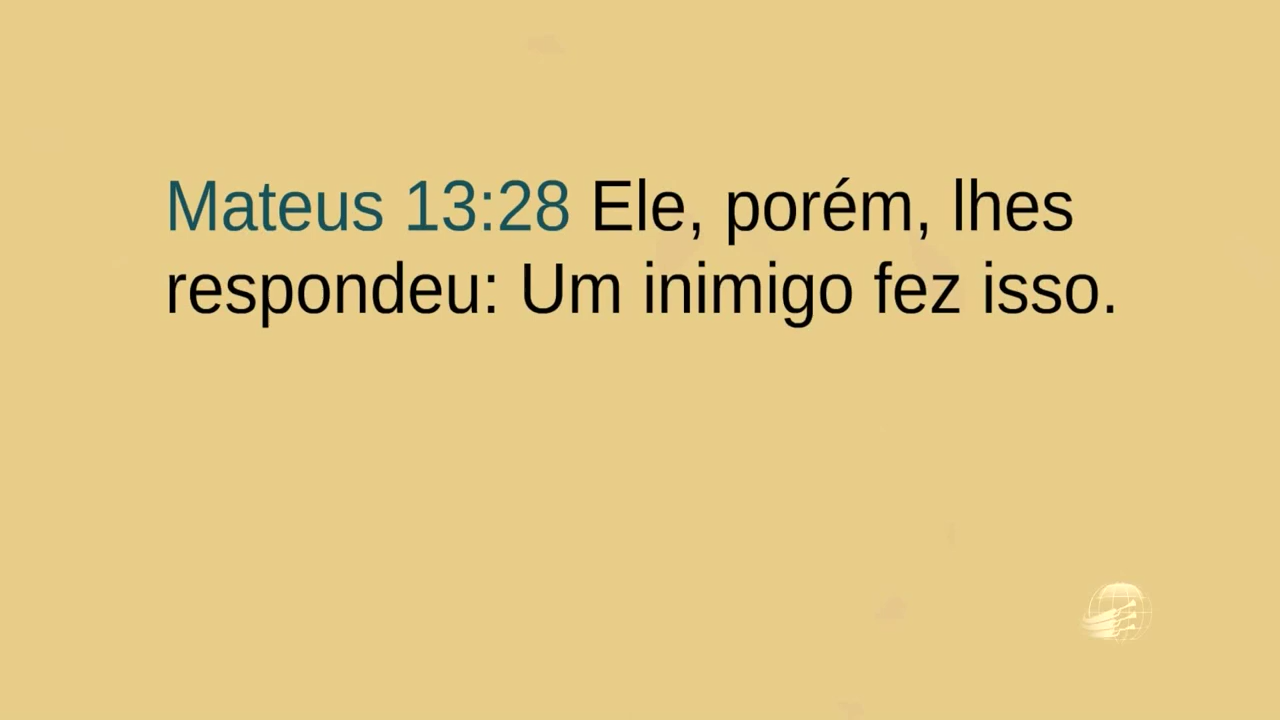 Mateus 13:28 Ele, porém, lhes
respondeu: Um inimigo fez isso.